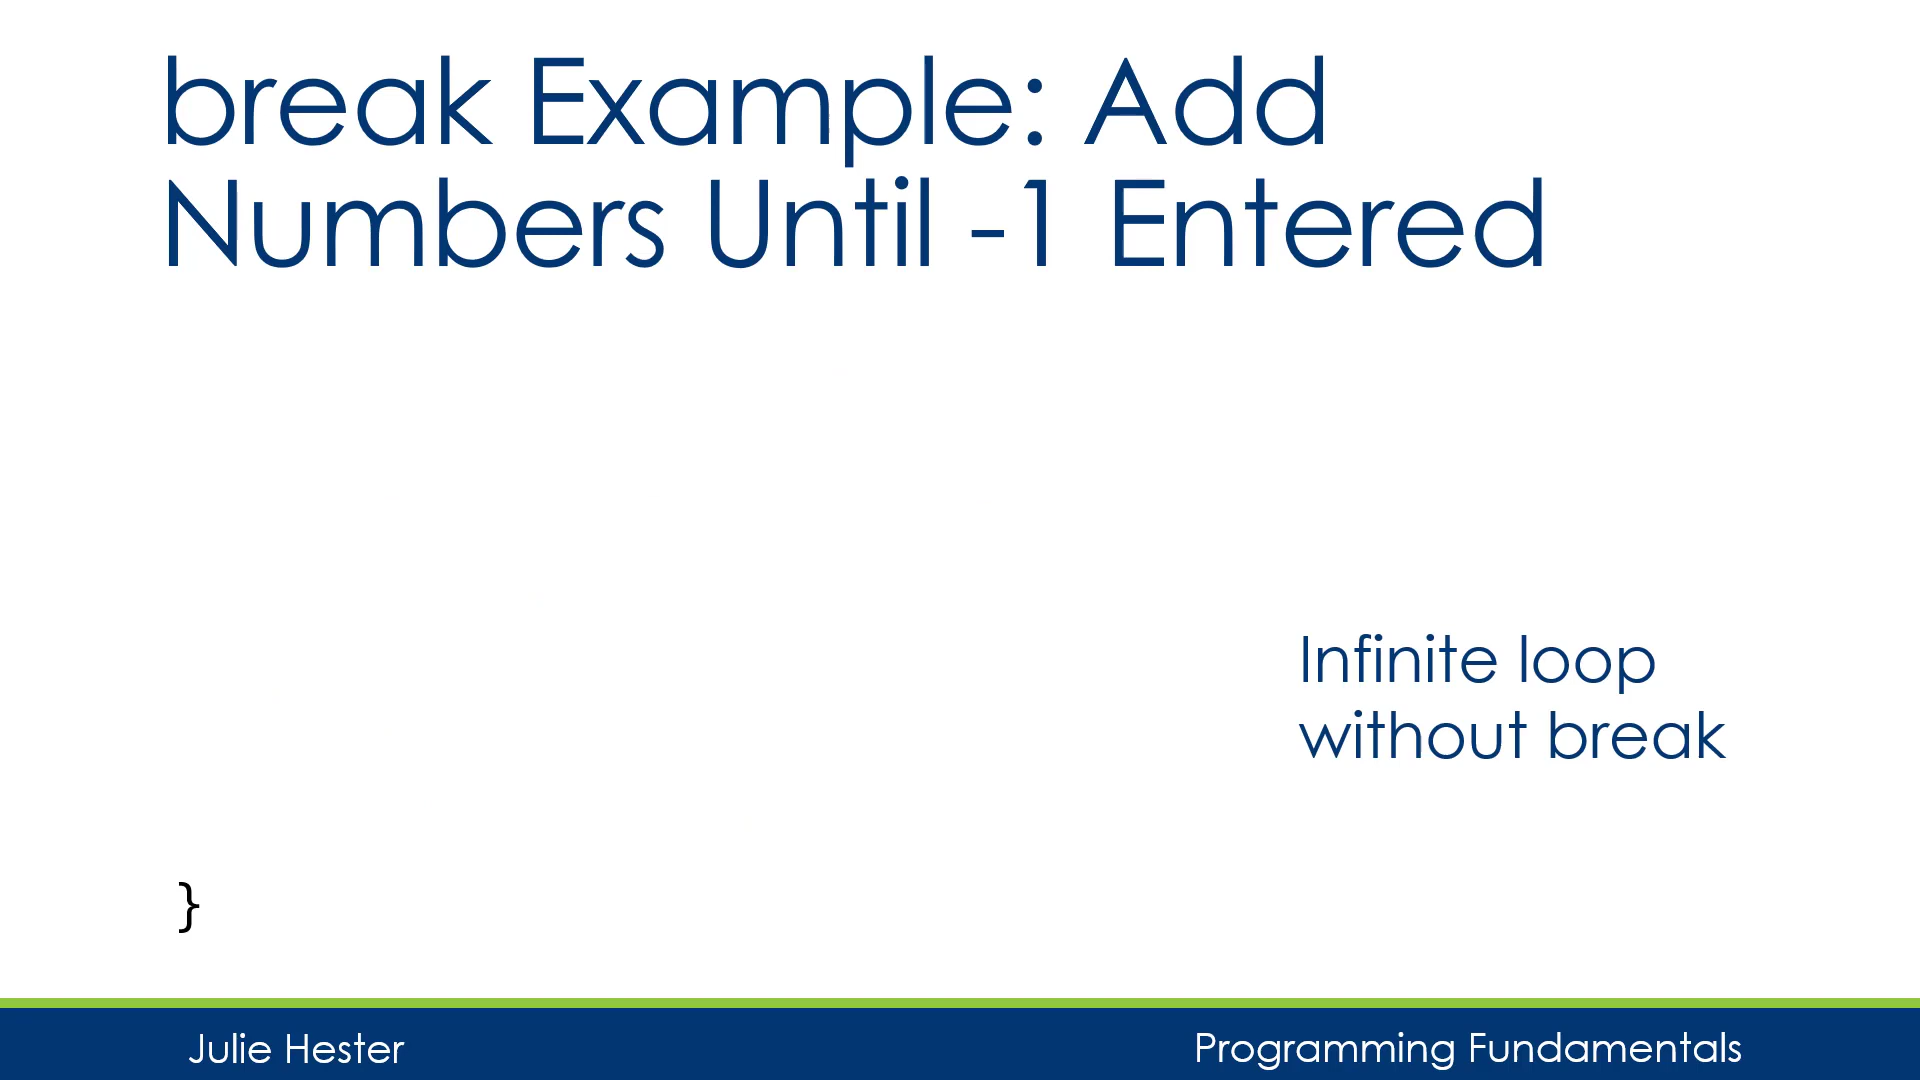 break Example: Add
Numbers Until -1 Entered
Infinite loop
without break
}
Julie Hester
Programming Fundamentals